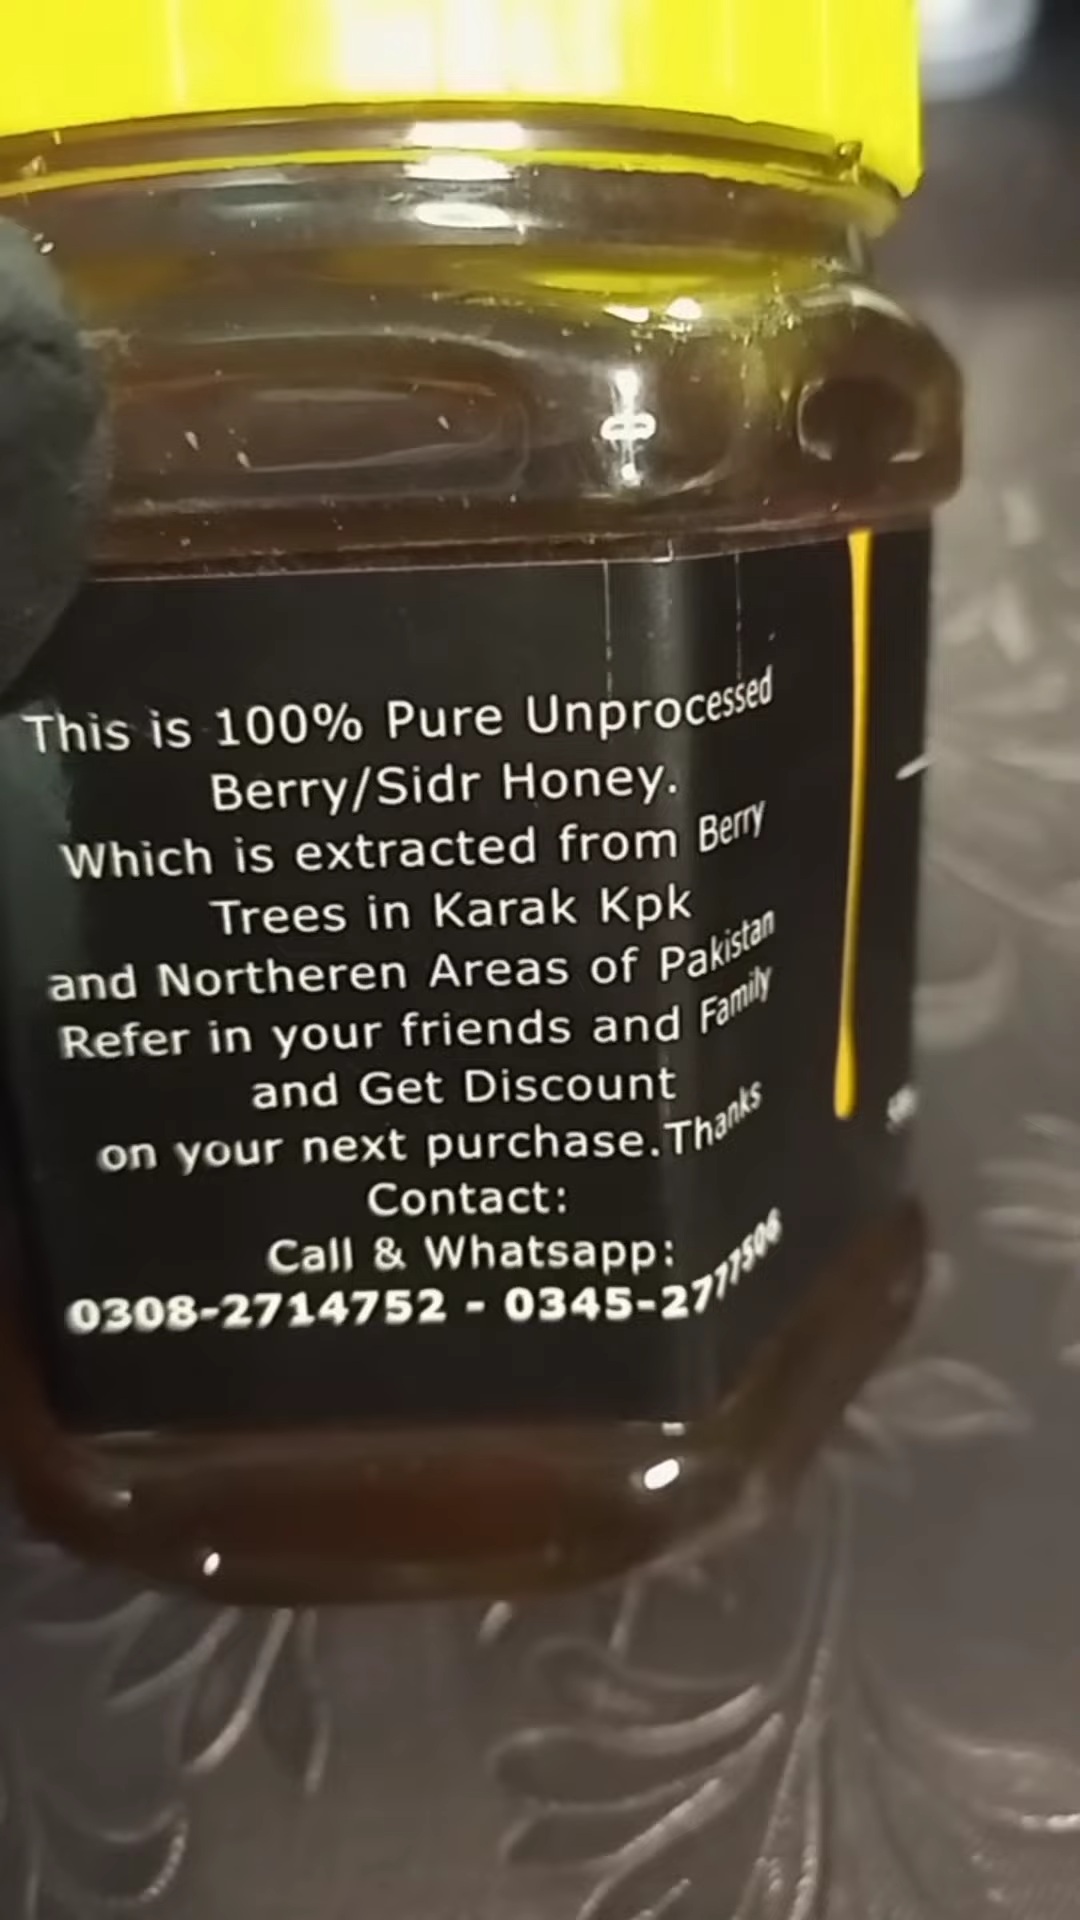 This is 100% Pure Unprocessed
Berry/Sidr Honey.
Which is extracted from Berry
Trees in Karak Kpk
and Northeren Areas of Pakistan
Refer in your friends and Family
and Get Discount
on your next purchase.Thanks
Contact:
Call & Whatsapp:
0308-2714752 - 0345-2777506